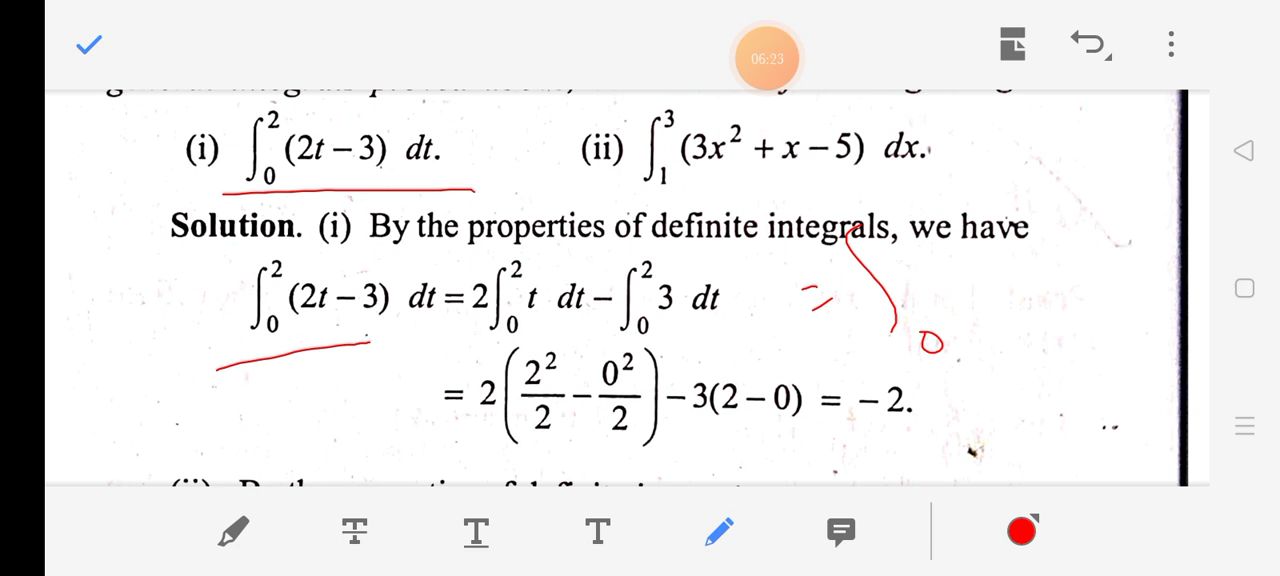 06:23
(i) ∫₀² (2t – 3) dt. (ii) ∫₁³ (3x² + x – 5) dx.
Solution. (i) By the properties of definite integrals, we have
∫₀² (2t – 3) dt = 2∫₀² t dt – ∫₀² 3 dt = ∫₀
= 2(2²/2 – 0²/2) – 3(2 – 0) = – 2.
T T T